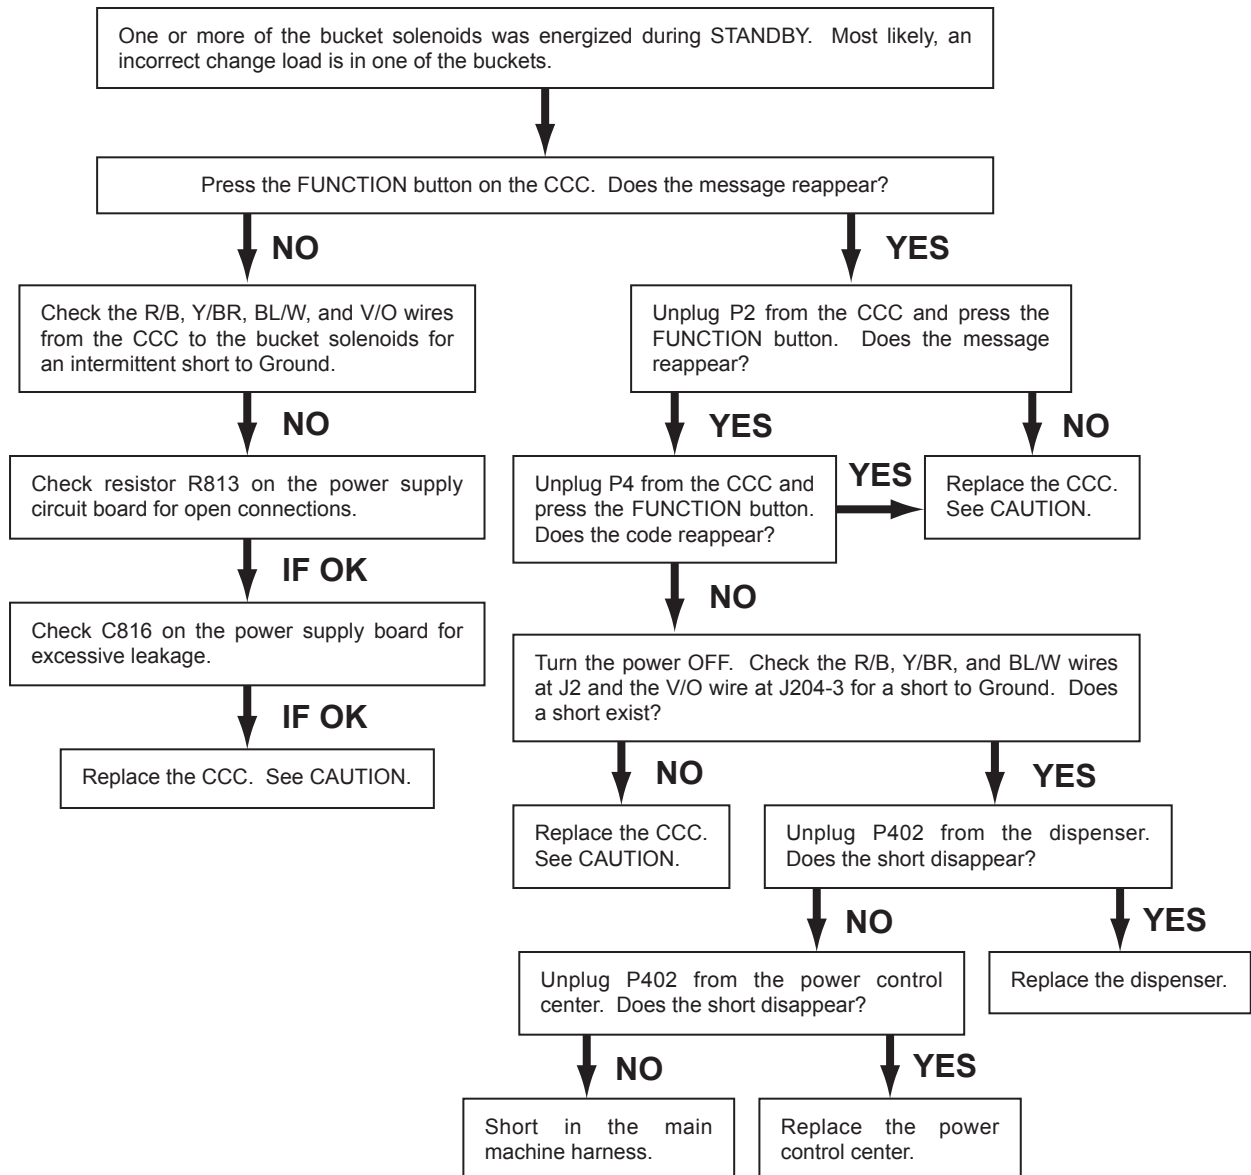 One or more of the bucket solenoids was energized during STANDBY. Most likely, an
incorrect change load is in one of the buckets.
Press the FUNCTION button on the CCC. Does the message reappear?
NO
YES
Check the R/B, Y/BR, BL/W, and V/O wires
from the CCC to the bucket solenoids for
an intermittent short to Ground.
Unplug P2 from the CCC and press the
FUNCTION button. Does the message
reappear?
NO
YES
NO
Check resistor R813 on the power supply
circuit board for open connections.
Unplug P4 from the CCC and
press the FUNCTION button.
Does the code reappear?
YES
Replace the CCC.
See CAUTION.
IF OK
NO
Check C816 on the power supply board for
excessive leakage.
Turn the power OFF. Check the R/B, Y/BR, and BL/W wires
at J2 and the V/O wire at J204-3 for a short to Ground. Does
a short exist?
IF OK
Replace the CCC. See CAUTION.
NO
YES
Replace the CCC.
See CAUTION.
Unplug P402 from the dispenser.
Does the short disappear?
NO
YES
Unplug P402 from the power control
center. Does the short disappear?
Replace the dispenser.
NO
YES
Short in the main
machine harness.
Replace the power
control center.